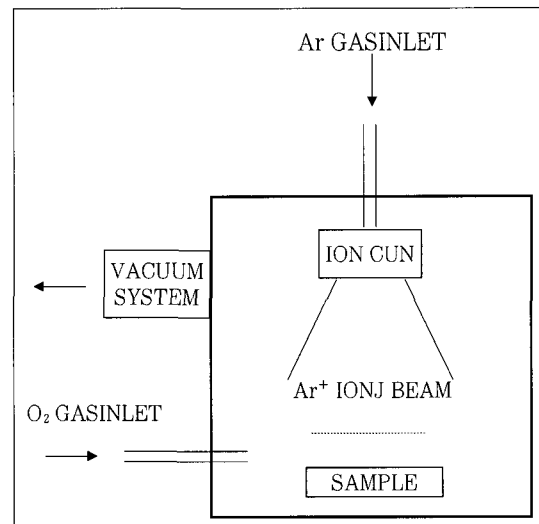 Ar GASINLET
ION CUN
VACUUM
SYSTEM
Ar⁺ IONJ BEAM
O₂ GASINLET
SAMPLE